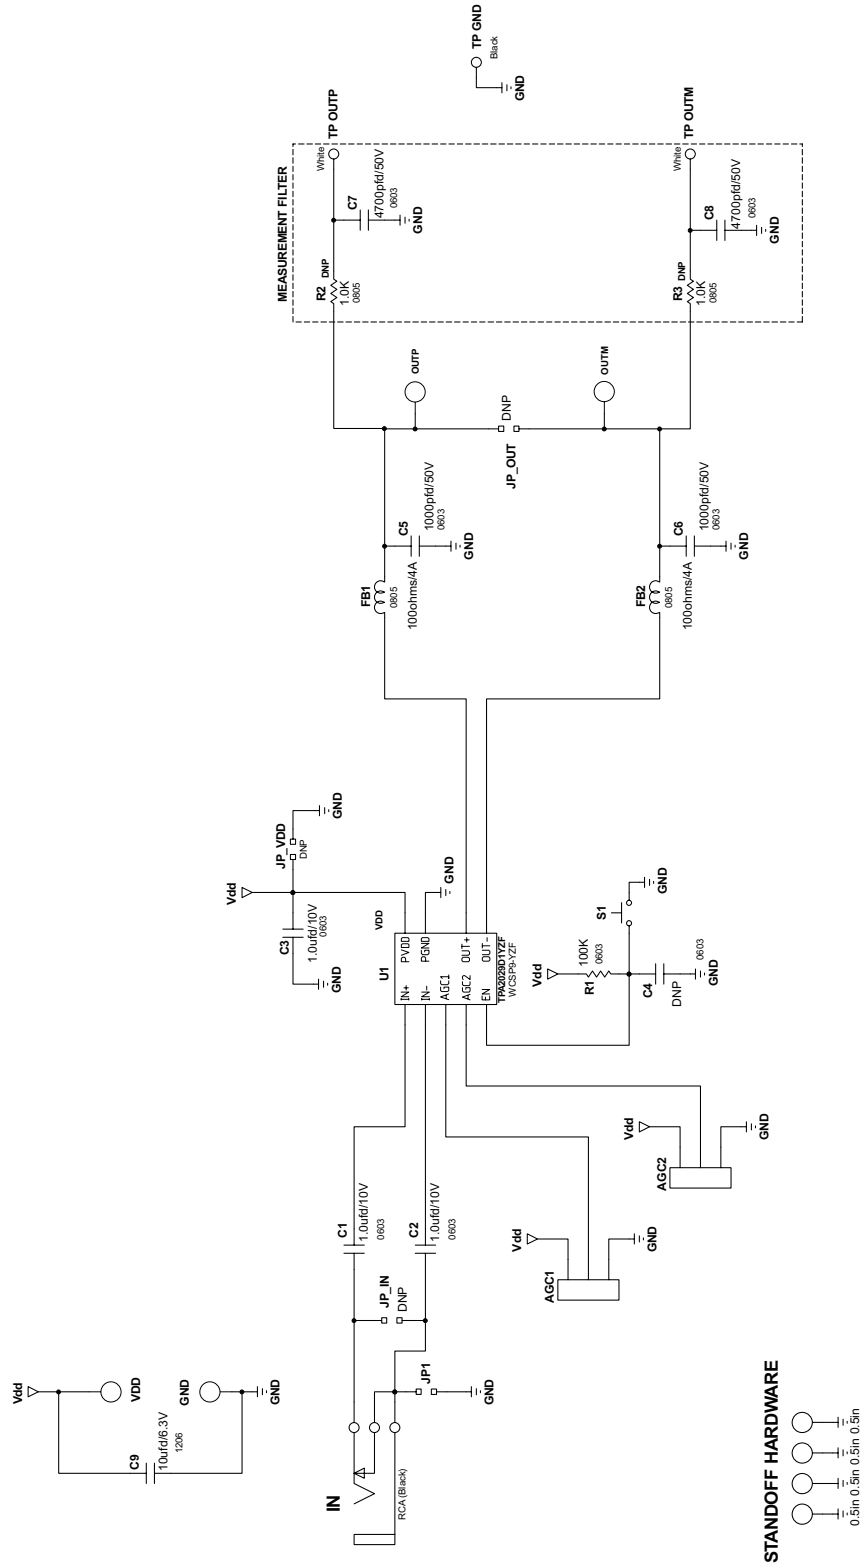 Vdd
VDD
GND
GND
C9
10ufd/6.3V
1206
IN
RCA (Black)
JP1
GND
JP_IN
DNP
C1
1.0ufd/10V
0603
C2
1.0ufd/10V
0603
AGC1
Vdd
GND
AGC2
Vdd
GND
STANDOFF HARDWARE
0.5in 0.5in 0.5in 0.5in
Vdd
C3
1.0ufd/10V
0603
GND
JP_VDD
DNP
GND
VDD
U1
IN+
IN-
AGC1
AGC2
EN
PVDD
PGND
OUT+
OUT-
TPA2029D1YZF
WCSP9-YZF
GND
Vdd
R1
100K
0603
C4
DNP
0603
GND
S1
GND
FB1
0805
100ohms/4A
C5
1000pfd/50V
0603
GND
FB2
0805
100ohms/4A
C6
1000pfd/50V
0603
GND
OUTP
JP_OUT
DNP
OUTM
MEASUREMENT FILTER
R2
DNP
1.0K
0805
C7
4700pfd/50V
0603
GND
White
TP OUTP
R3
DNP
1.0K
0805
C8
4700pfd/50V
0603
GND
White
TP OUTM
TP GND
Black
GND